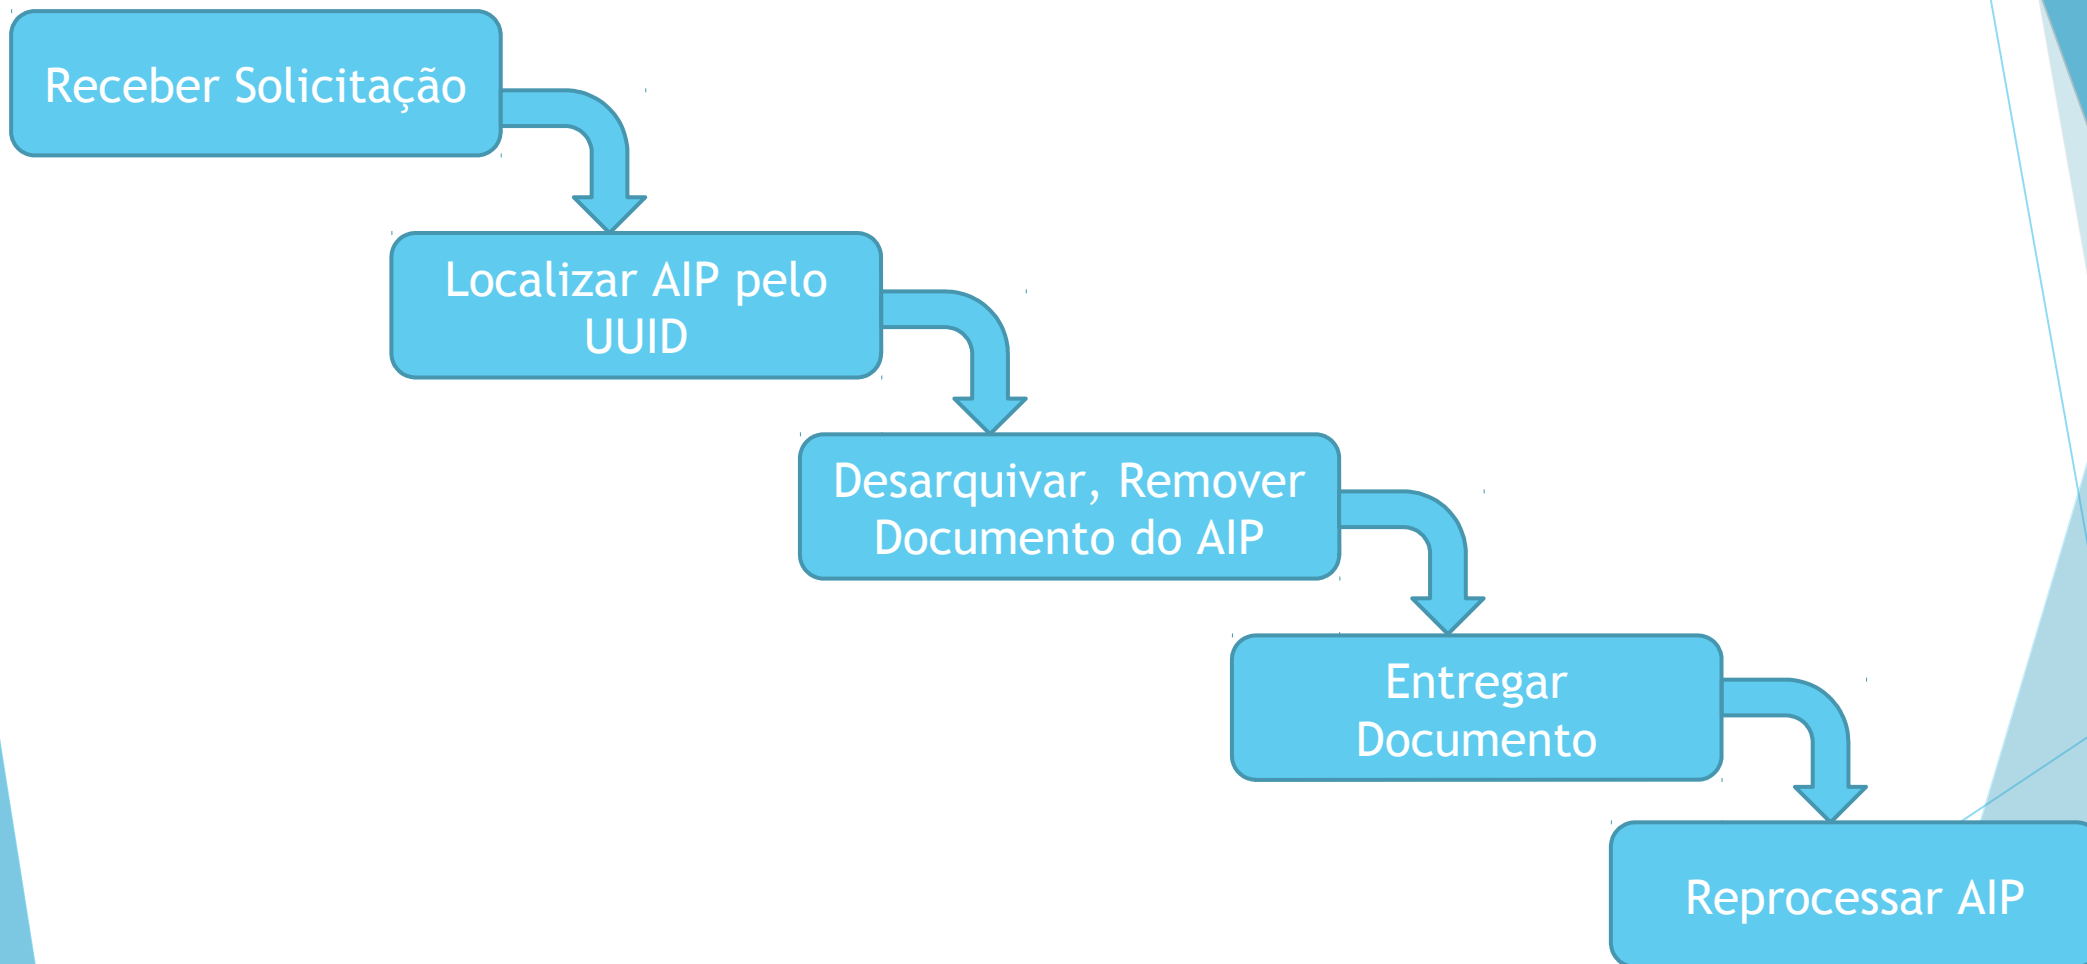 Receber Solicitação
Localizar AIP pelo
UUID
Desarquivar, Remover
Documento do AIP
Entregar
Documento
Reprocessar AIP